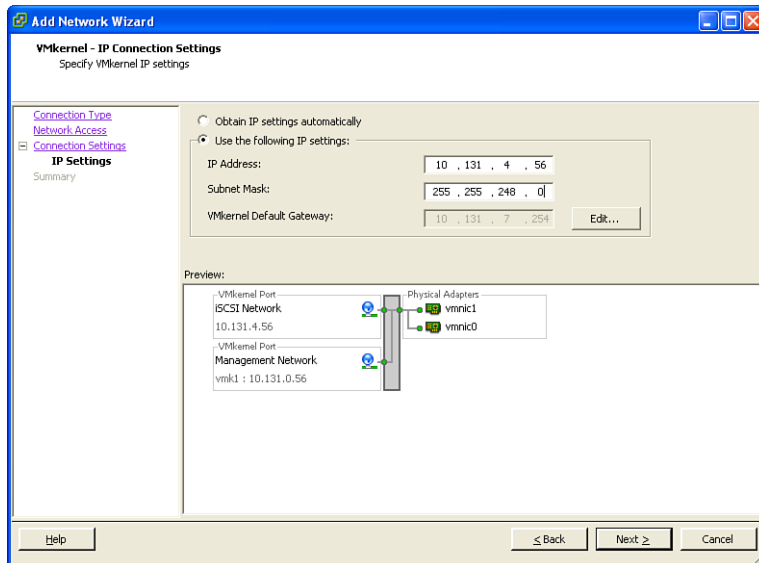 Add Network Wizard
VMkernel - IP Connection Settings
Specify VMkernel IP settings
Connection Type
Network Access
Connection Settings
IP Settings
Summary
Obtain IP settings automatically
Use the following IP settings:
IP Address:
10 . 131 . 4 . 56
Subnet Mask:
255 . 255 . 248 . 0
VMkernel Default Gateway:
10 . 131 . 7 . 254
Edit...
Preview:
VMkernel Port
iSCSI Network
10.131.4.56
VMkernel Port
Management Network
vmk1 : 10.131.0.56
Physical Adapters
vmnic1
vmnic0
Help
< Back
Next >
Cancel